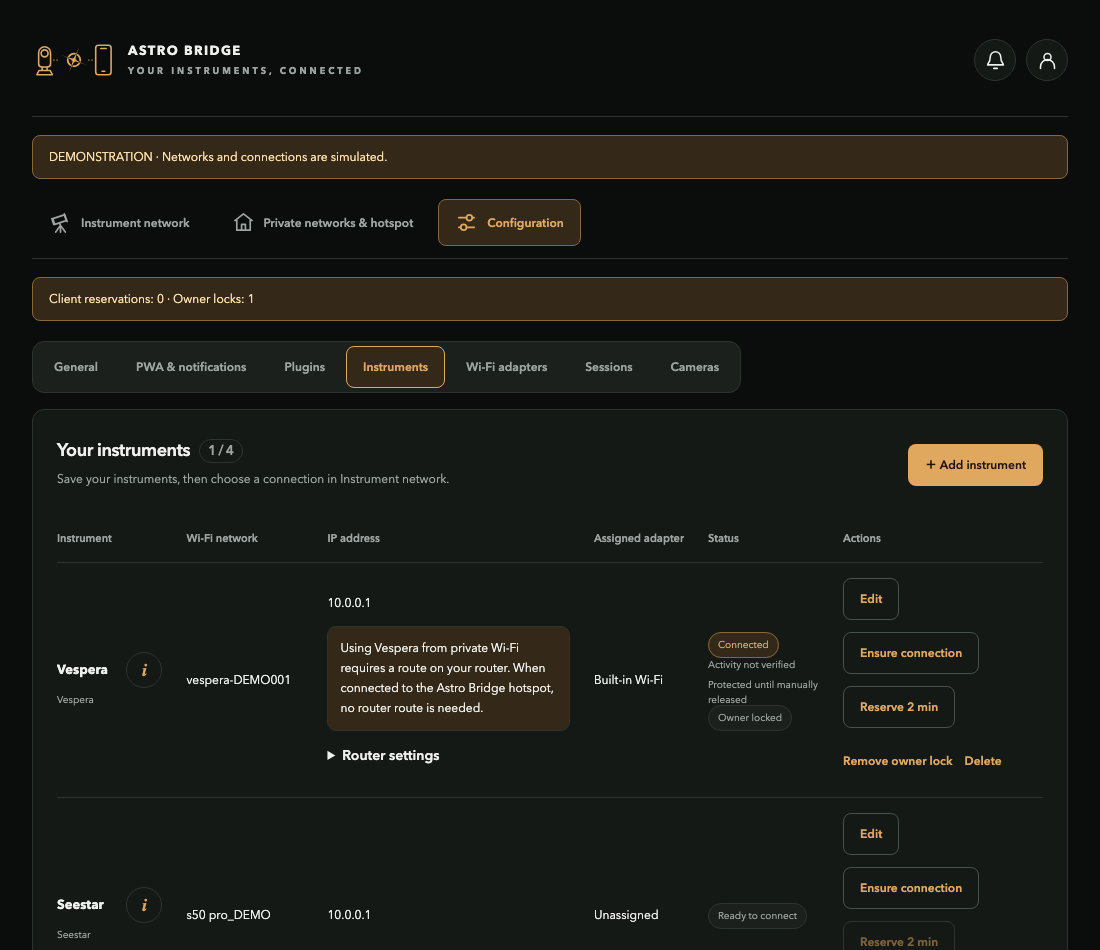 ASTRO BRIDGE
YOUR INSTRUMENTS, CONNECTED
DEMONSTRATION · Networks and connections are simulated.
Instrument network
Private networks & hotspot
Configuration
Client reservations: 0 · Owner locks: 1
General
PWA & notifications
Plugins
Instruments
Wi-Fi adapters
Sessions
Cameras
Your instruments 1 / 4
Save your instruments, then choose a connection in Instrument network.
+ Add instrument
Instrument
Wi-Fi network
IP address
Assigned adapter
Status
Actions
Vespera
i
Vespera
vespera-DEMO001
10.0.0.1
Using Vespera from private Wi-Fi
requires a route on your router. When
connected to the Astro Bridge hotspot,
no router route is needed.
▶ Router settings
Built-in Wi-Fi
Connected
Activity not verified
Protected until manually
released
Owner locked
Edit
Ensure connection
Reserve 2 min
Remove owner lock
Delete
Seestar
i
Seestar
s50 pro_DEMO
10.0.0.1
Unassigned
Ready to connect
Edit
Ensure connection
Reserve 2 min